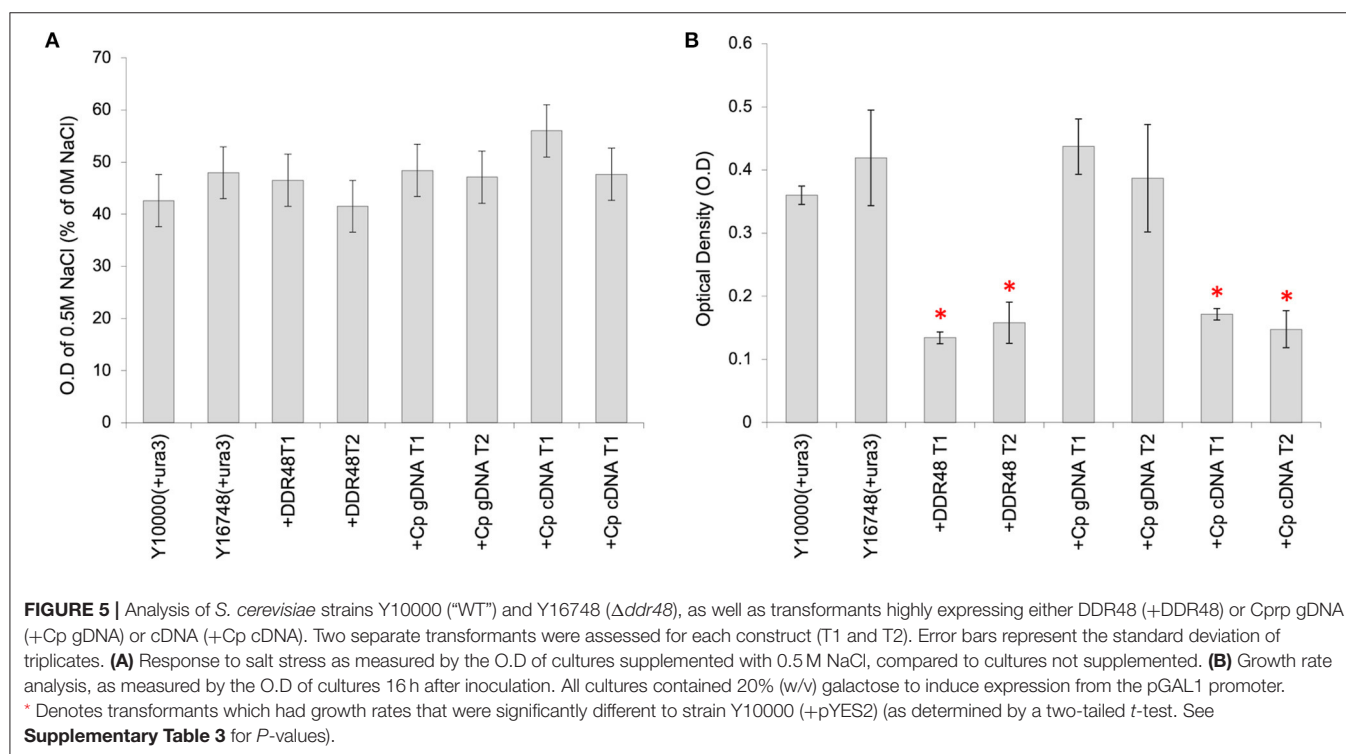 A
70
60
50
40
30
20
10
0
O.D of 0.5M NaCl (% of 0M NaCl)
Y10000(+ura3)
Y16748(+ura3)
+DDR48T1
+DDR48T2
+Cp gDNA T1
+Cp gDNA T2
+Cp cDNA T1
+Cp cDNA T1
B
0.6
0.5
0.4
0.3
0.2
0.1
0
Optical Density (O.D)
*
*
*
*
Y10000(+ura3)
Y16748(+ura3)
+DDR48 T1
+DDR48 T2
+Cp gDNA T1
+Cp gDNA T2
+Cp cDNA T1
+Cp cDNA T2
FIGURE 5 | Analysis of S. cerevisiae strains Y10000 ("WT") and Y16748 (Δddr48), as well as transformants highly expressing either DDR48 (+DDR48) or Cprp gDNA
(+Cp gDNA) or cDNA (+Cp cDNA). Two separate transformants were assessed for each construct (T1 and T2). Error bars represent the standard deviation of
triplicates. (A) Response to salt stress as measured by the O.D of cultures supplemented with 0.5 M NaCl, compared to cultures not supplemented. (B) Growth rate
analysis, as measured by the O.D of cultures 16 h after inoculation. All cultures contained 20% (w/v) galactose to induce expression from the pGAL1 promoter.
* Denotes transformants which had growth rates that were significantly different to strain Y10000 (+pYES2) (as determined by a two-tailed t-test. See
Supplementary Table 3 for P-values).